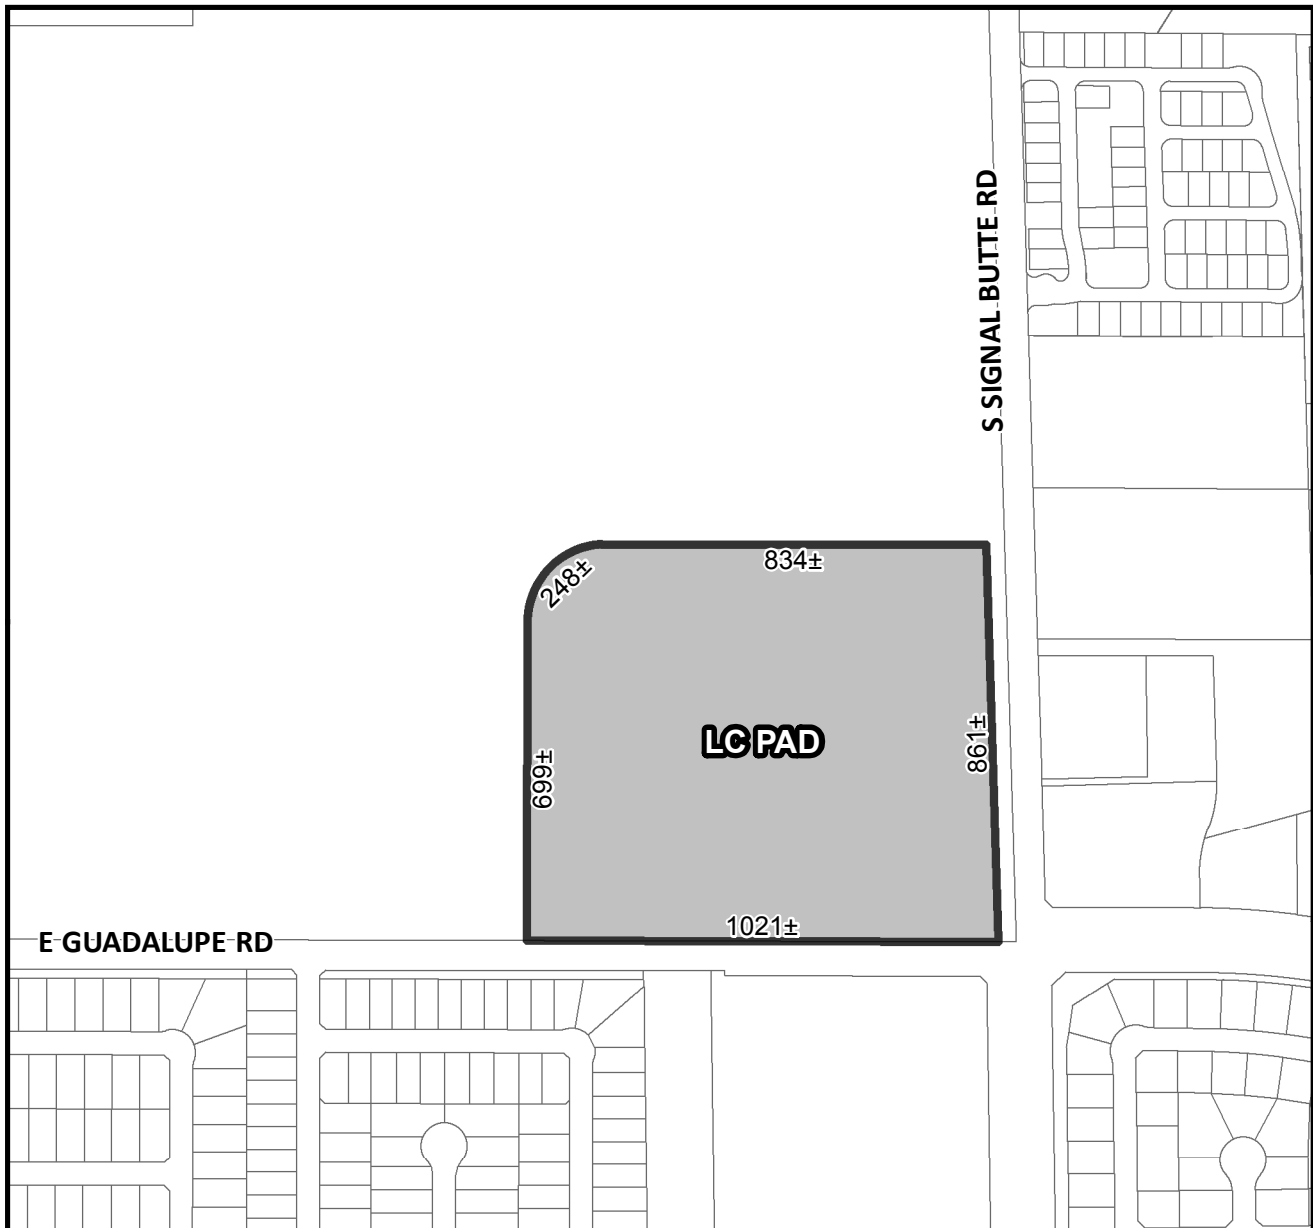 S SIGNAL BUTTE RD
834±
248±
LC PAD
861±
699±
1021±
E GUADALUPE RD